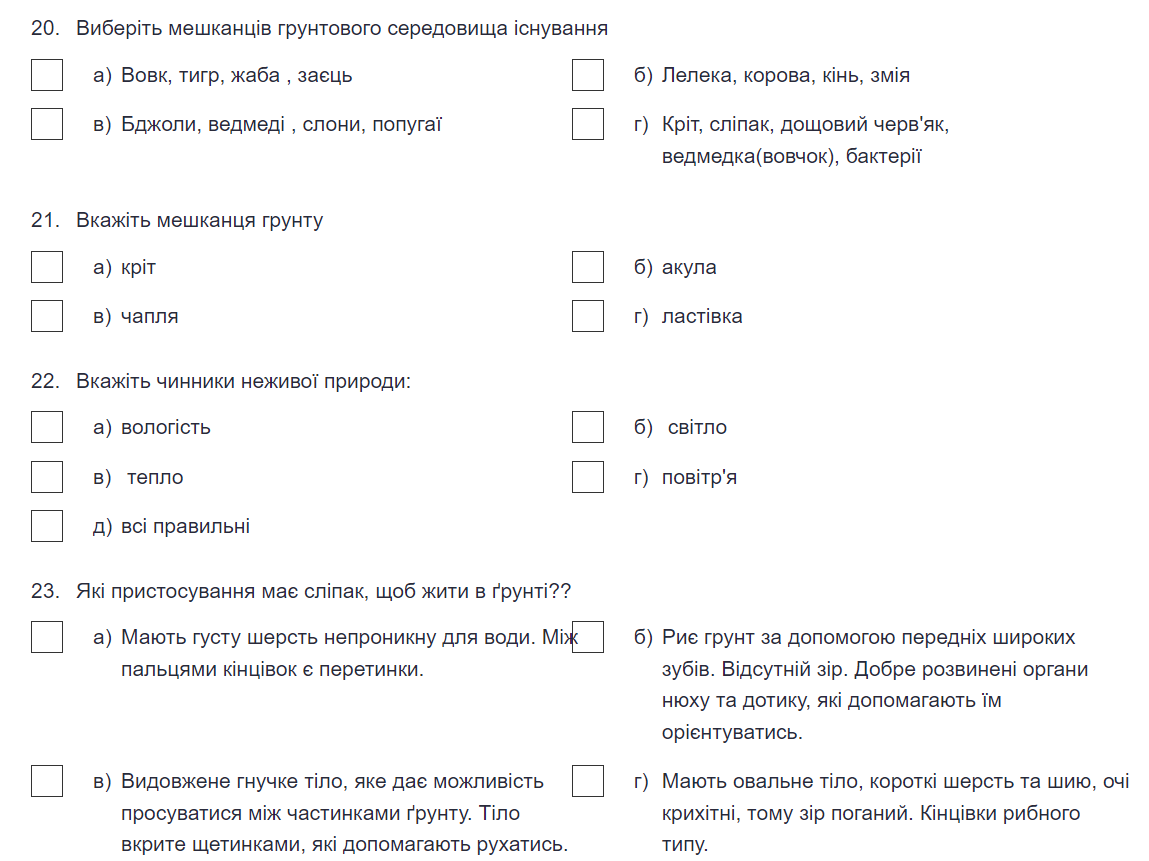 20. Виберіть мешканців грунтового середовища існування
а) Вовк, тигр, жаба , заєць
б) Лелека, корова, кінь, змія
в) Бджоли, ведмеді , слони, попугаї
г) Кріт, сліпак, дощовий черв'як,
ведмедка(вовчок), бактерії
21. Вкажіть мешканця грунту
а) кріт
б) акула
в) чапля
г) ластівка
22. Вкажіть чинники неживої природи:
а) вологість
б) світло
в) тепло
г) повітр'я
д) всі правильні
23. Які пристосування має сліпак, щоб жити в ґрунті??
а) Мають густу шерсть непроникну для води. Між
пальцями кінцівок є перетинки.
б) Риє грунт за допомогою передніх широких
зубів. Відсутній зір. Добре розвинені органи
нюху та дотику, які допомагають їм
орієнтуватись.
в) Видовжене гнучке тіло, яке дає можливість
просуватися між частинками ґрунту. Тіло
вкрите щетинками, які допомагають рухатись.
г) Мають овальне тіло, короткі шерсть та шию, очі
крихітні, тому зір поганий. Кінцівки рибного
типу.